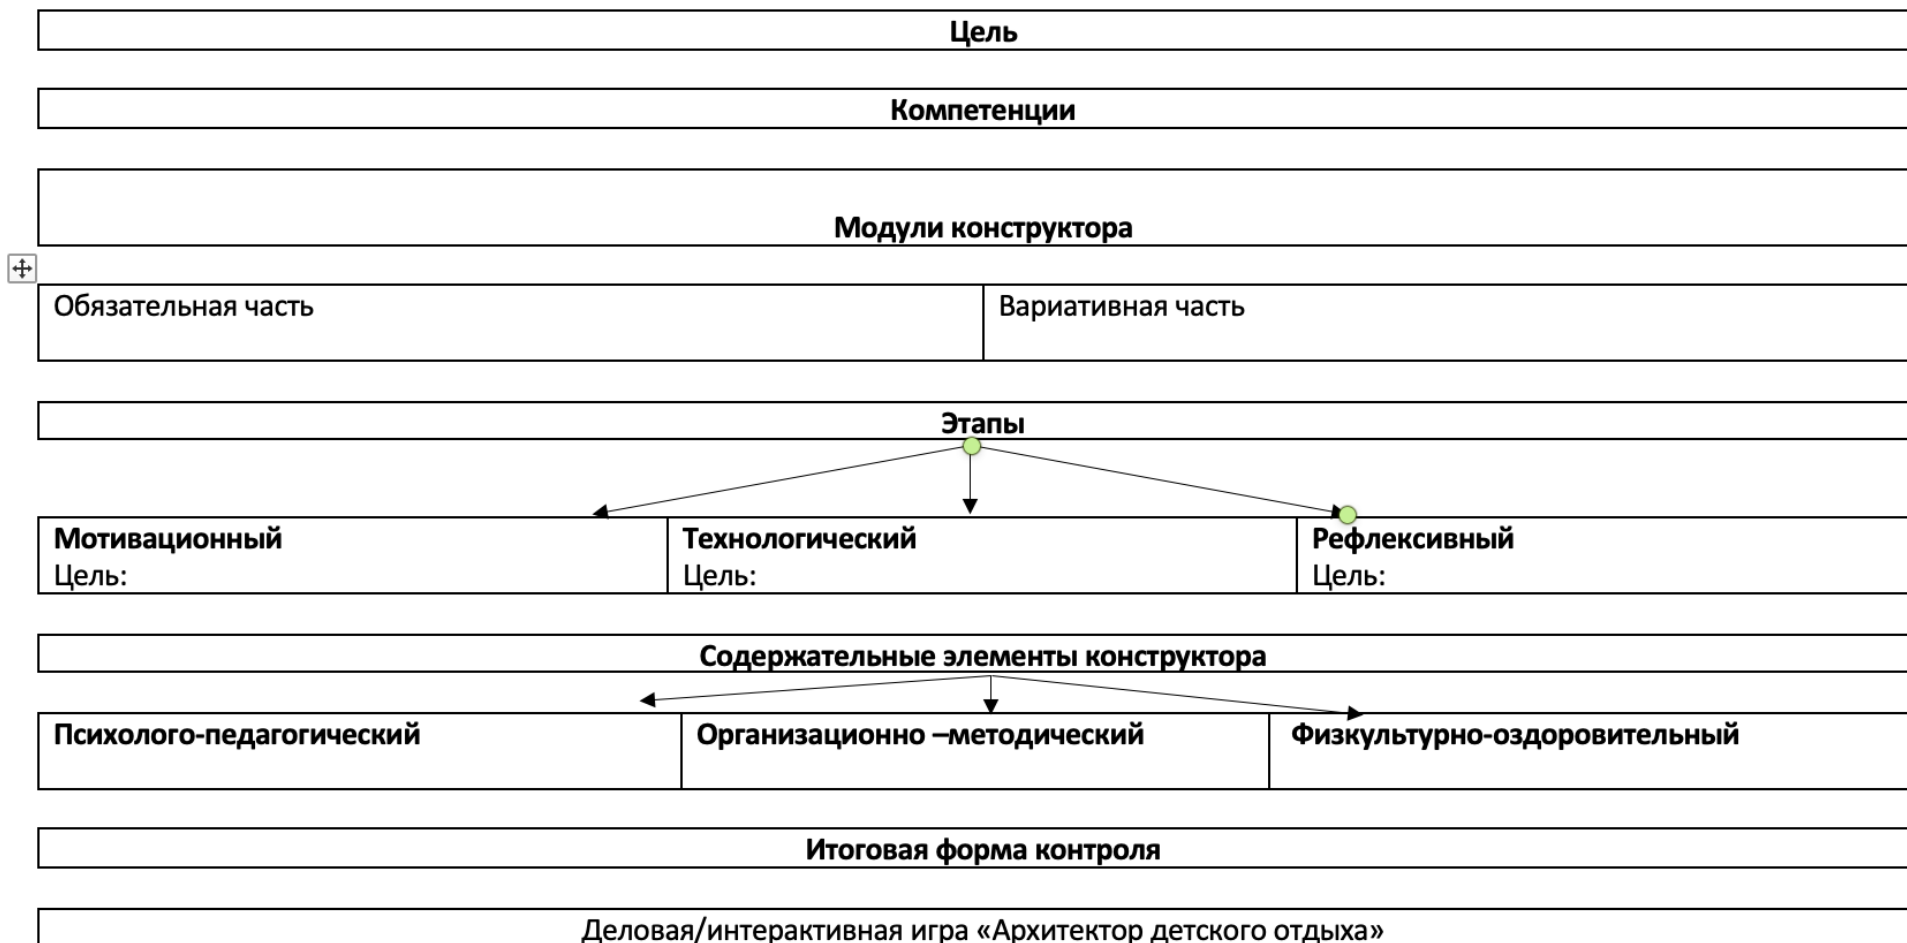 Цель
Компетенции
Модули конструктора
Обязательная часть
Вариативная часть
Этапы
Мотивационный
Цель:
Технологический
Цель:
Рефлексивный
Цель:
Содержательные элементы конструктора
Психолого-педагогический
Организационно –методический
Физкультурно-оздоровительный
Итоговая форма контроля
Деловая/интерактивная игра «Архитектор детского отдыха»